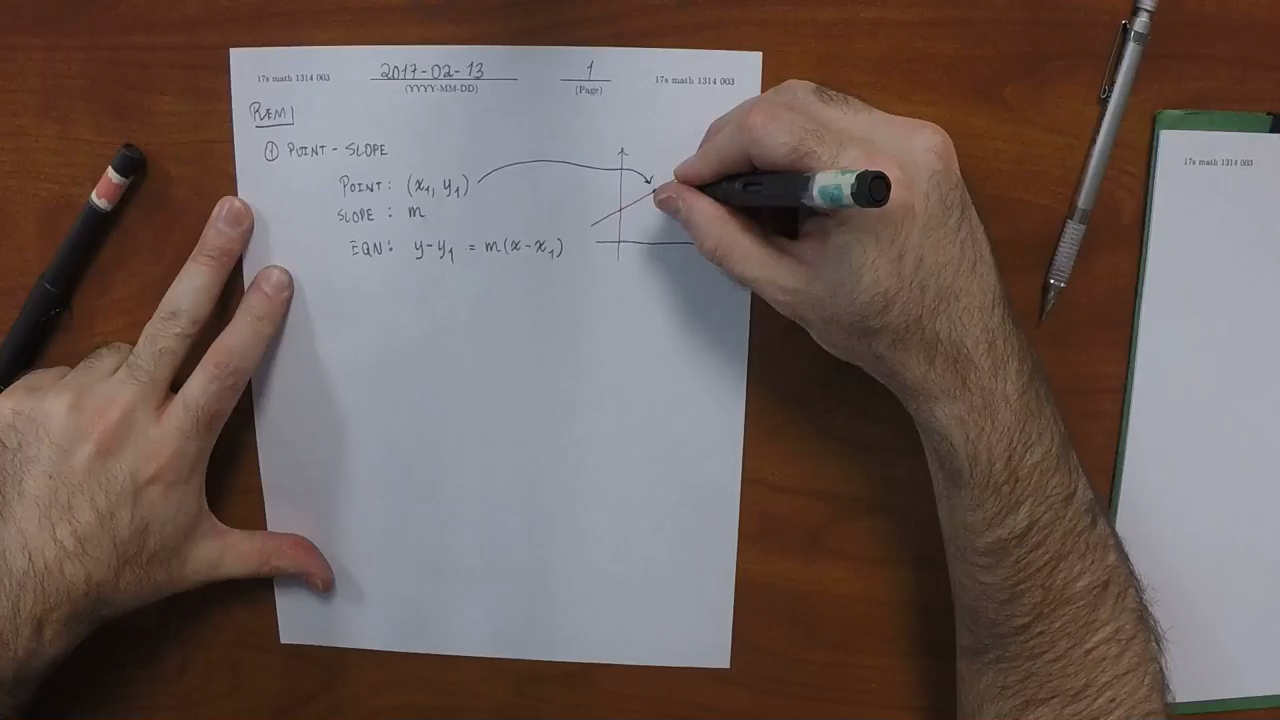 17s math 1314 003 2017-02-13 1 17s math 1314 003
(YYYY-MM-DD) (Page)
REM
① POINT - SLOPE
POINT: (x₁, y₁)
SLOPE : m
EQN: y-y₁ = m(x-x₁)
17s math 1314 003